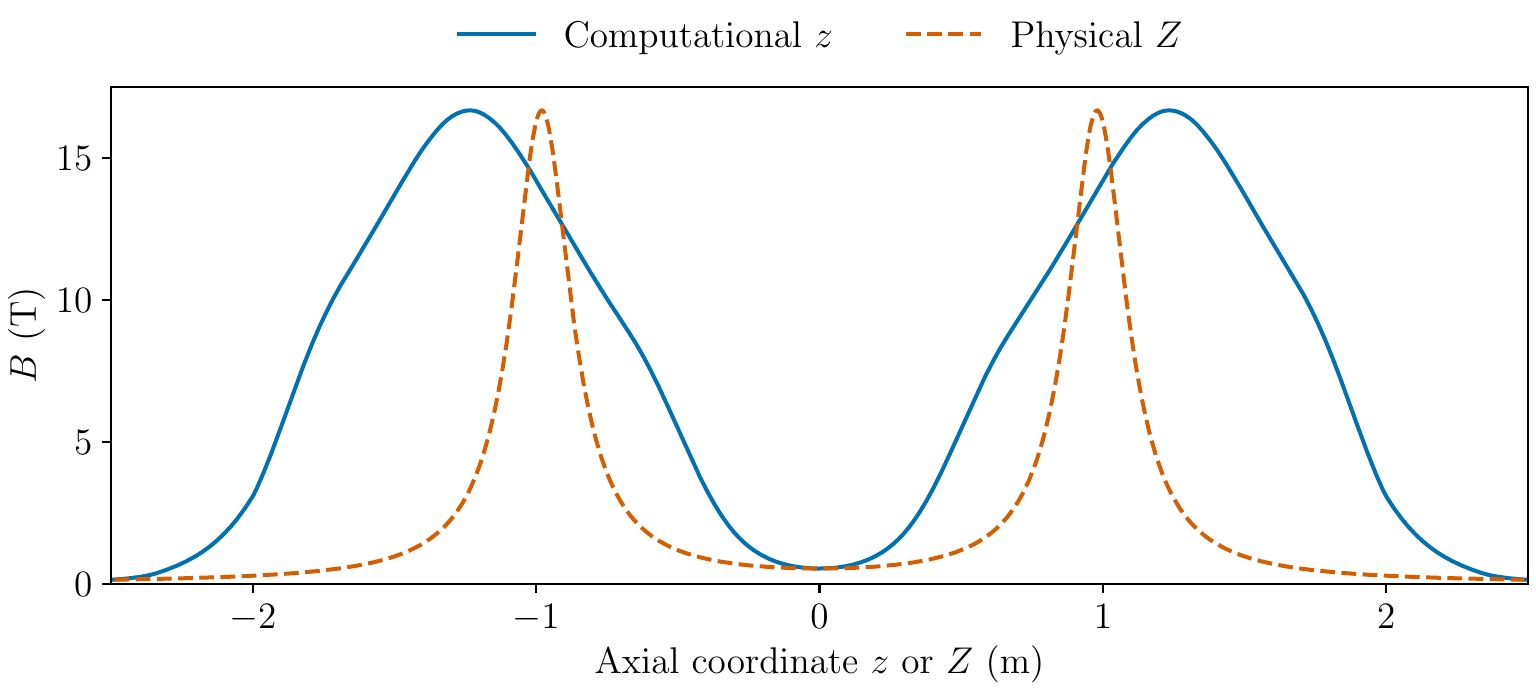 Computational z Physical Z
15
10
5
0
B (T)
−2 −1 0 1 2
Axial coordinate z or Z (m)